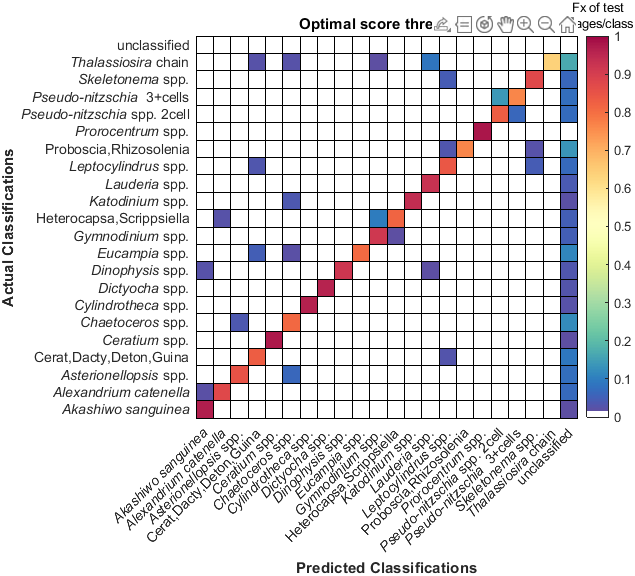 Fx of test
Optimal score thre
ages/class
unclassified
Thalassiosira chain
Skeletonema spp.
Pseudo-nitzschia 3+cells
Pseudo-nitzschia spp. 2cell
Prorocentrum spp.
Proboscia,Rhizosolenia
Leptocylindrus spp.
Lauderia spp.
Katodinium spp.
Heterocapsa,Scrippsiella
Gymnodinium spp.
Eucampia spp.
Dinophysis spp.
Dictyocha spp.
Cylindrotheca spp.
Chaetoceros spp.
Ceratium spp.
Cerat,Dacty,Deton,Guina
Asterionellopsis spp.
Alexandrium catenella
Akashiwo sanguinea
Actual Classifications
1
0.9
0.8
0.7
0.6
0.5
0.4
0.3
0.2
0.1
0
Akashiwo sanguinea
Alexandrium catenella
Asterionellopsis spp.
Cerat,Dacty,Deton,Guina
Ceratium spp.
Chaetoceros spp.
Cylindrotheca spp.
Dictyocha spp.
Dinophysis spp.
Eucampia spp.
Gymnodinium spp.
Heterocapsa,Scrippsiella
Katodinium spp.
Lauderia spp.
Leptocylindrus spp.
Proboscia,Rhizosolenia
Prorocentrum spp.
Pseudo-nitzschia spp. 2cell
Pseudo-nitzschia 3+cells
Skeletonema spp.
Thalassiosira chain
unclassified
Predicted Classifications